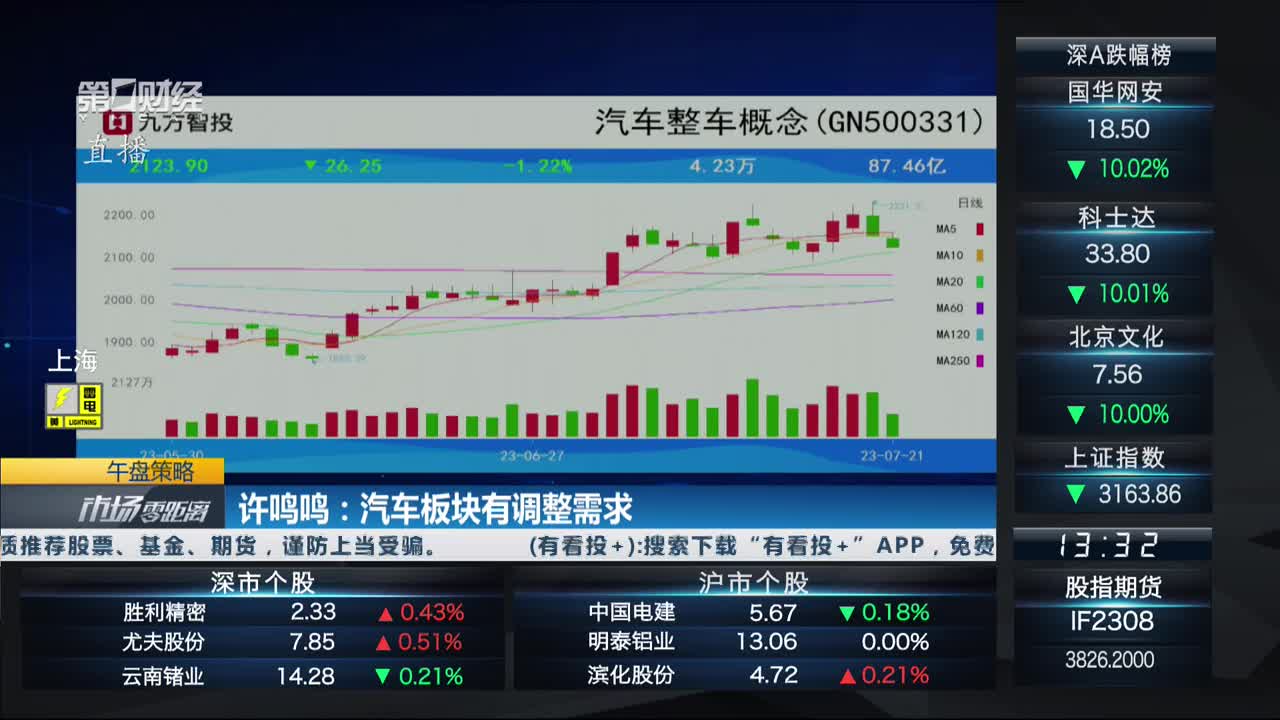 第一财经
直播
九方智投
汽车整车概念(GN500331)
2123.90 ▼26.25 -1.22% 4.23万 87.46亿
日线
2200.00
2100.00
2000.00
1900.00
2127万
MA5
MA10
MA20
MA60
MA120
MA250
23-05-30 23-06-27 23-07-21
上海
雷电
黄 LIGHTNING
午盘策略
市场零距离
许鸣鸣：汽车板块有调整需求
质推荐股票、基金、期货，谨防上当受骗。 (有看投+):搜索下载“有看投+”APP，免费
深市个股
胜利精密 2.33 ▲0.43%
尤夫股份 7.85 ▲0.51%
云南锗业 14.28 ▼0.21%
沪市个股
中国电建 5.67 ▼0.18%
明泰铝业 13.06 0.00%
滨化股份 4.72 ▲0.21%
深A跌幅榜
国华网安
18.50
▼ 10.02%
科士达
33.80
▼ 10.01%
北京文化
7.56
▼ 10.00%
上证指数
▼ 3163.86
13:32
股指期货
IF2308
3826.2000